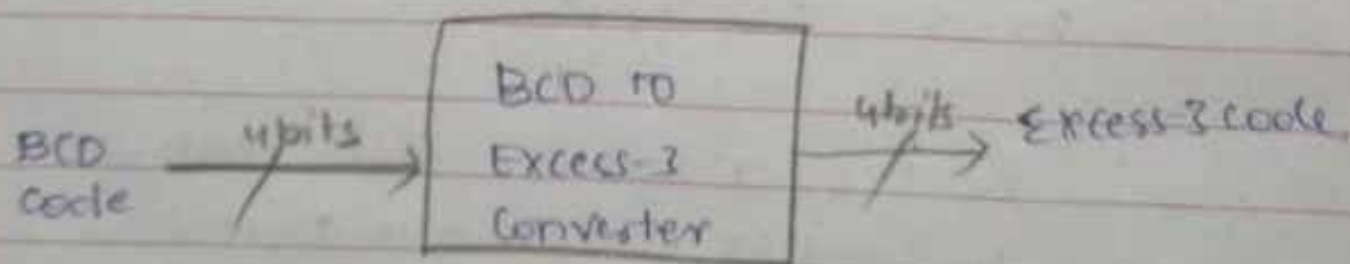 BCD
Code
4bits
BCD to
Excess-3
Converter
4bits
Excess-3 code